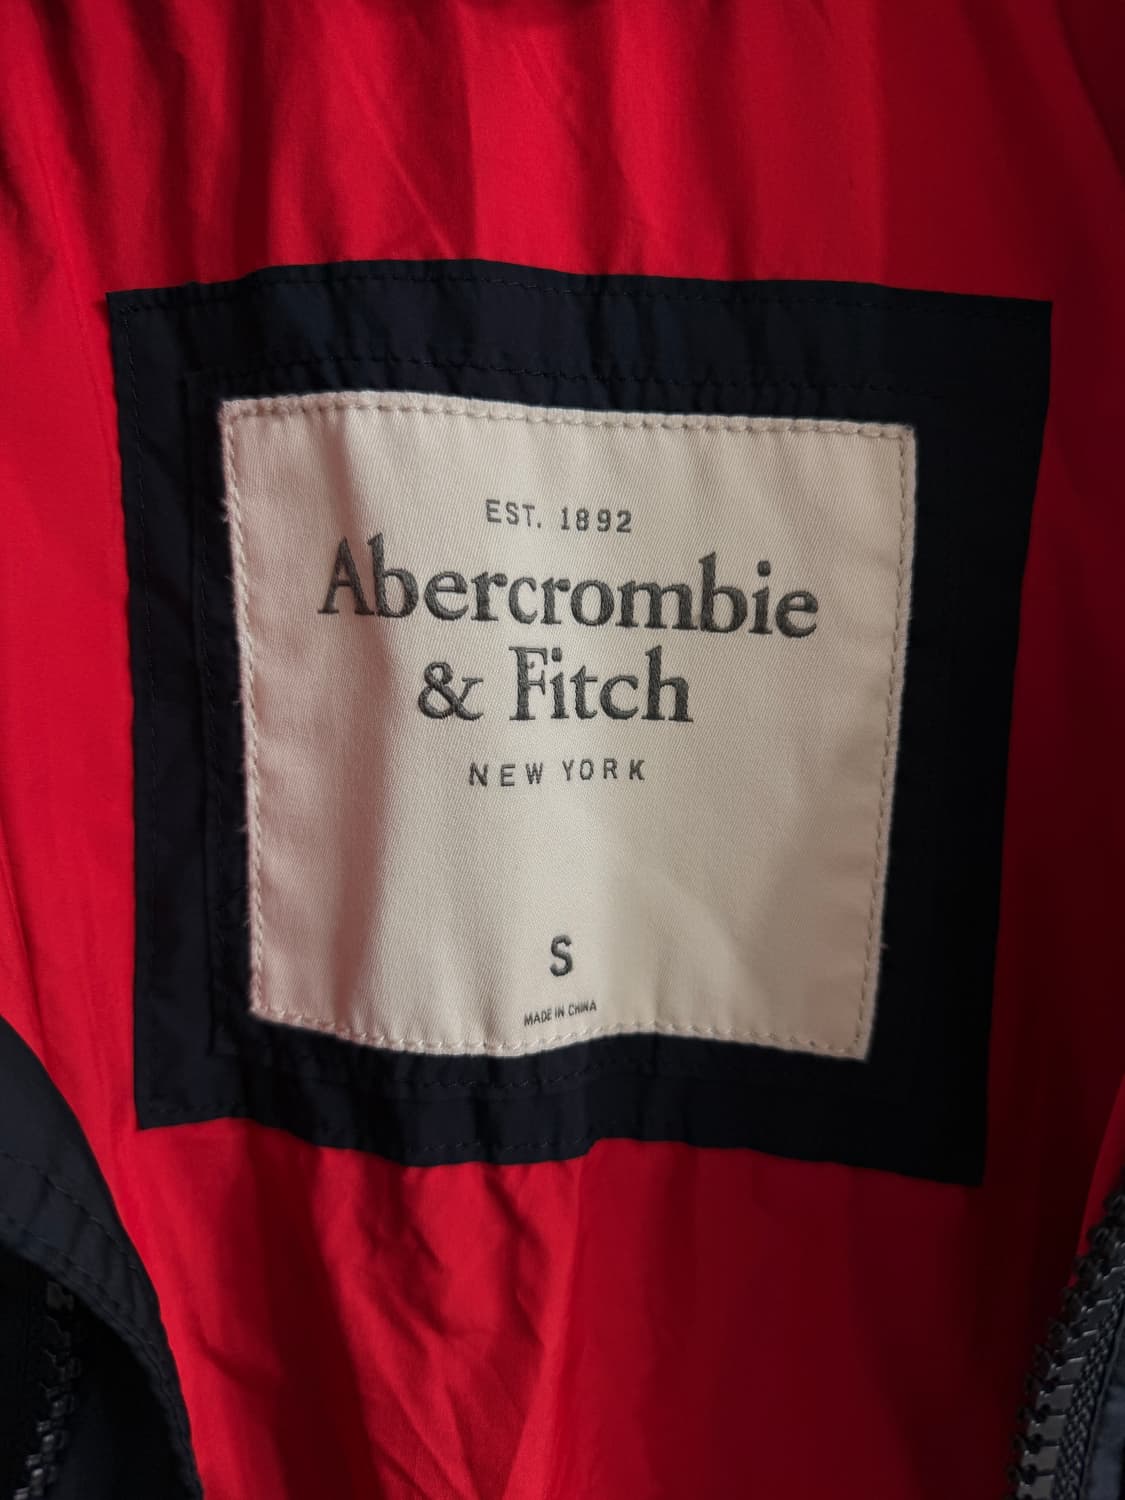 EST. 1892
Abercrombie
& Fitch
NEW YORK
S
MADE IN CHINA